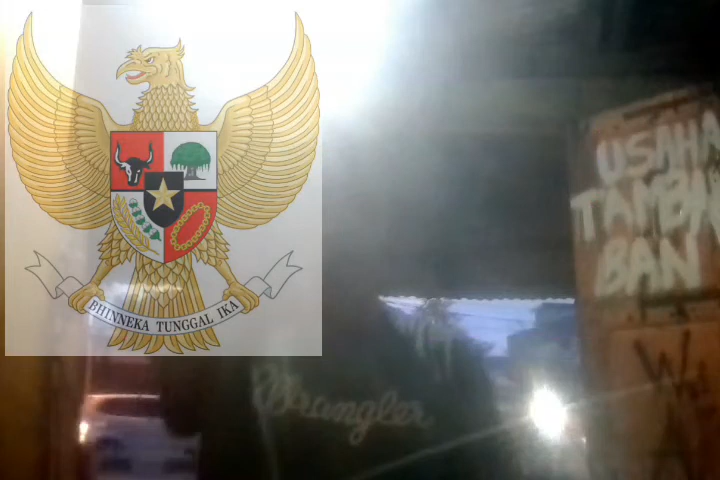 BHINNEKA TUNGGAL IKA
USAHA
TAMBAL
BAN
Wrangler